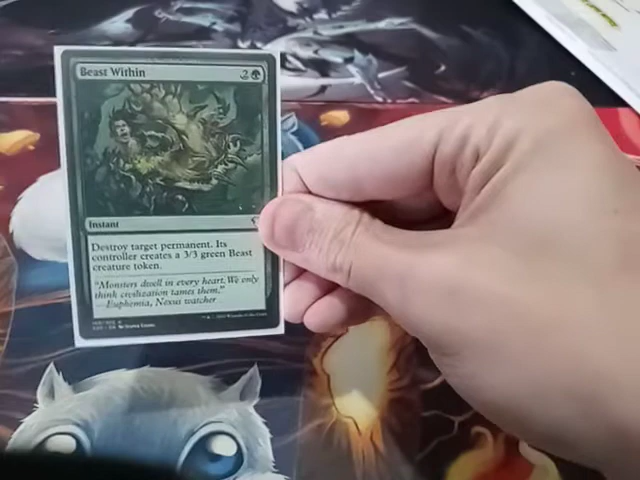 Beast Within 2
Instant
Destroy target permanent. Its
controller creates a 3/3 green Beast
creature token.
"Monsters dwell in every heart. We only
think civilization tames them."
—Euphemia, Nexus watcher